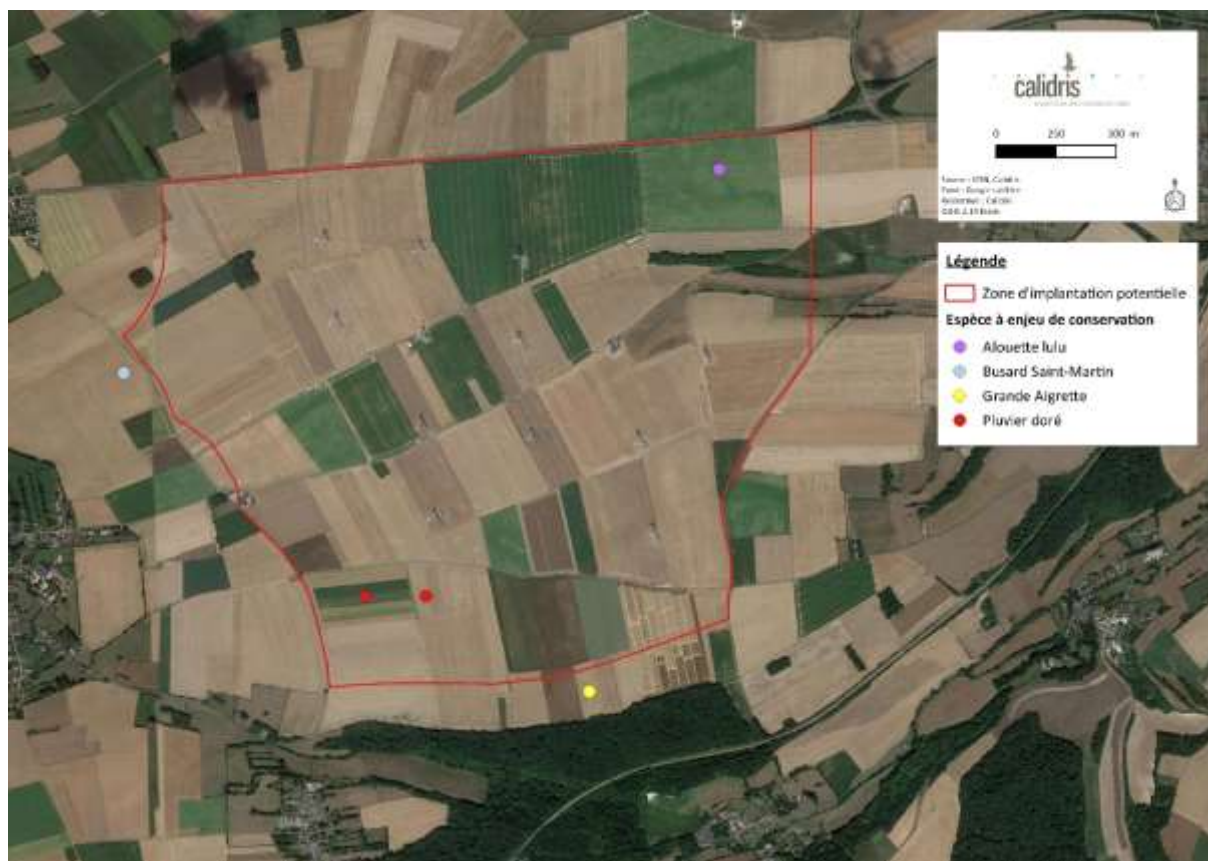 calidris
0 250 500 m
Légende
Zone d'implantation potentielle
Espèce à enjeu de conservation
Alouette lulu
Busard Saint-Martin
Grande Aigrette
Pluvier doré